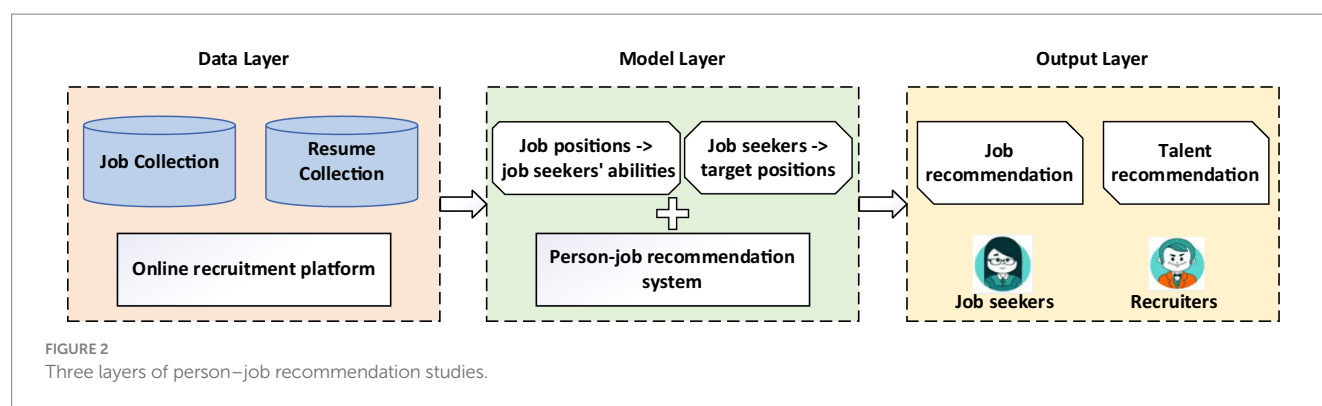 Data Layer
Model Layer
Output Layer
Job Collection
Resume
Collection
Online recruitment platform
Job positions ->
job seekers' abilities
Job seekers ->
target positions
Person-job recommendation
system
Job
recommendation
Talent
recommendation
Job seekers
Recruiters
FIGURE 2
Three layers of person–job recommendation studies.